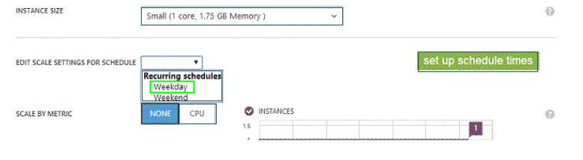 INSTANCE SIZE
Small (1 core, 1.75 GB Memory )
EDIT SCALE SETTINGS FOR SCHEDULE
set up schedule times
Recurring schedules
Weekday
Weekend
SCALE BY METRIC
NONE
CPU
INSTANCES
1.5
1